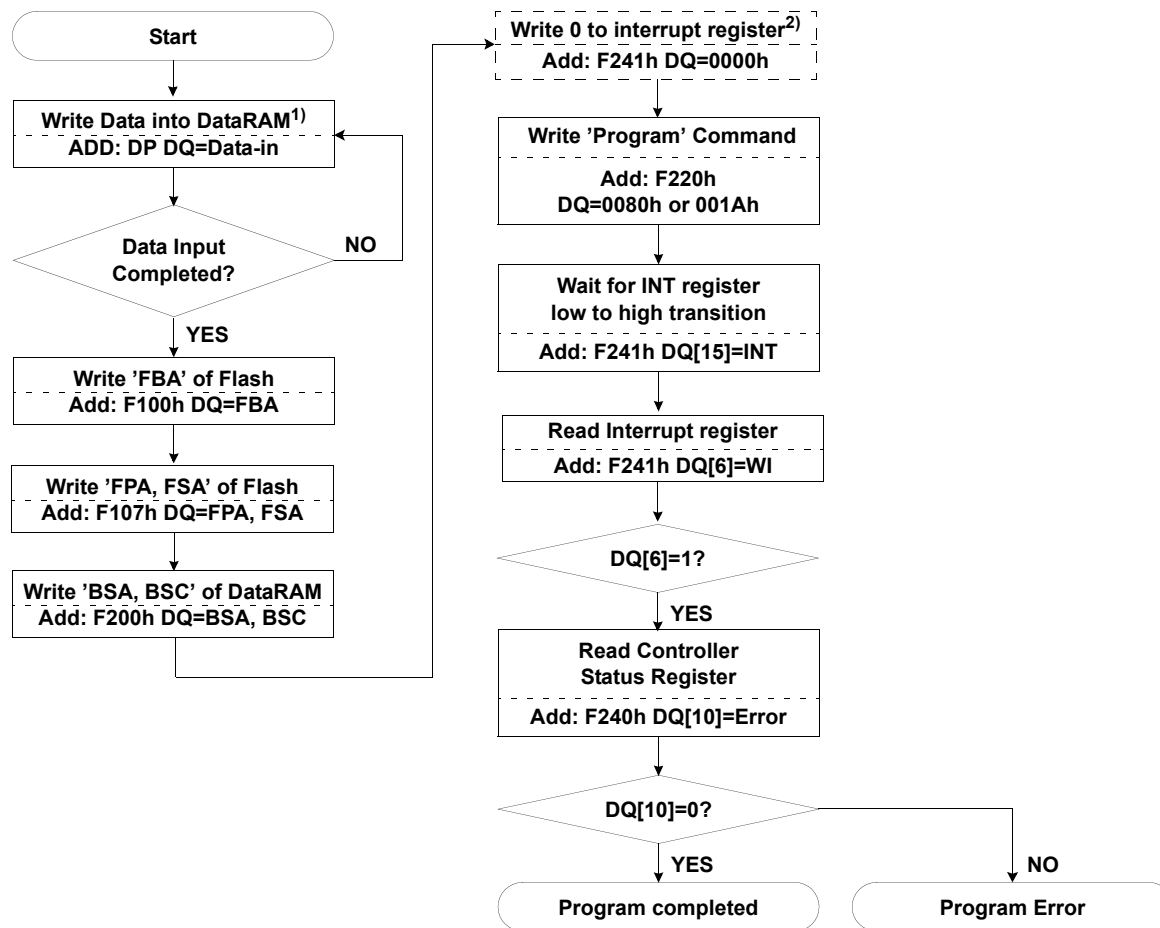 Start
Write Data into DataRAM1)
ADD: DP DQ=Data-in
Data Input
Completed?
NO
YES
Write ’FBA’ of Flash
Add: F100h DQ=FBA
Write ’FPA, FSA’ of Flash
Add: F107h DQ=FPA, FSA
Write ’BSA, BSC’ of DataRAM
Add: F200h DQ=BSA, BSC
Write 0 to interrupt register2)
Add: F241h DQ=0000h
Write ’Program’ Command
Add: F220h
DQ=0080h or 001Ah
Wait for INT register
low to high transition
Add: F241h DQ[15]=INT
Read Interrupt register
Add: F241h DQ[6]=WI
DQ[6]=1?
YES
Read Controller
Status Register
Add: F240h DQ[10]=Error
DQ[10]=0?
YES
NO
Program completed
Program Error